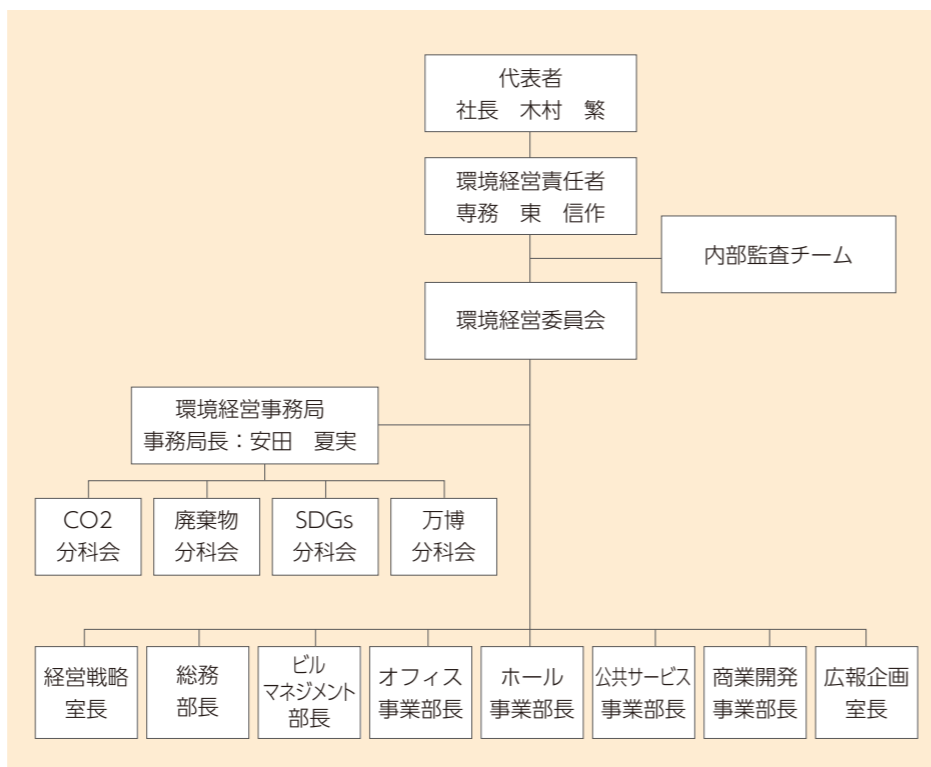 代表者
社長　木村　繁
環境経営責任者
専務　東　信作
内部監査チーム
環境経営委員会
環境経営事務局
事務局長：安田　夏実
CO2
分科会
廃棄物
分科会
SDGs
分科会
万博
分科会
経営戦略
室長
総務
部長
ビル
マネジメント
部長
オフィス
事業部長
ホール
事業部長
公共サービス
事業部長
商業開発
事業部長
広報企画
室長